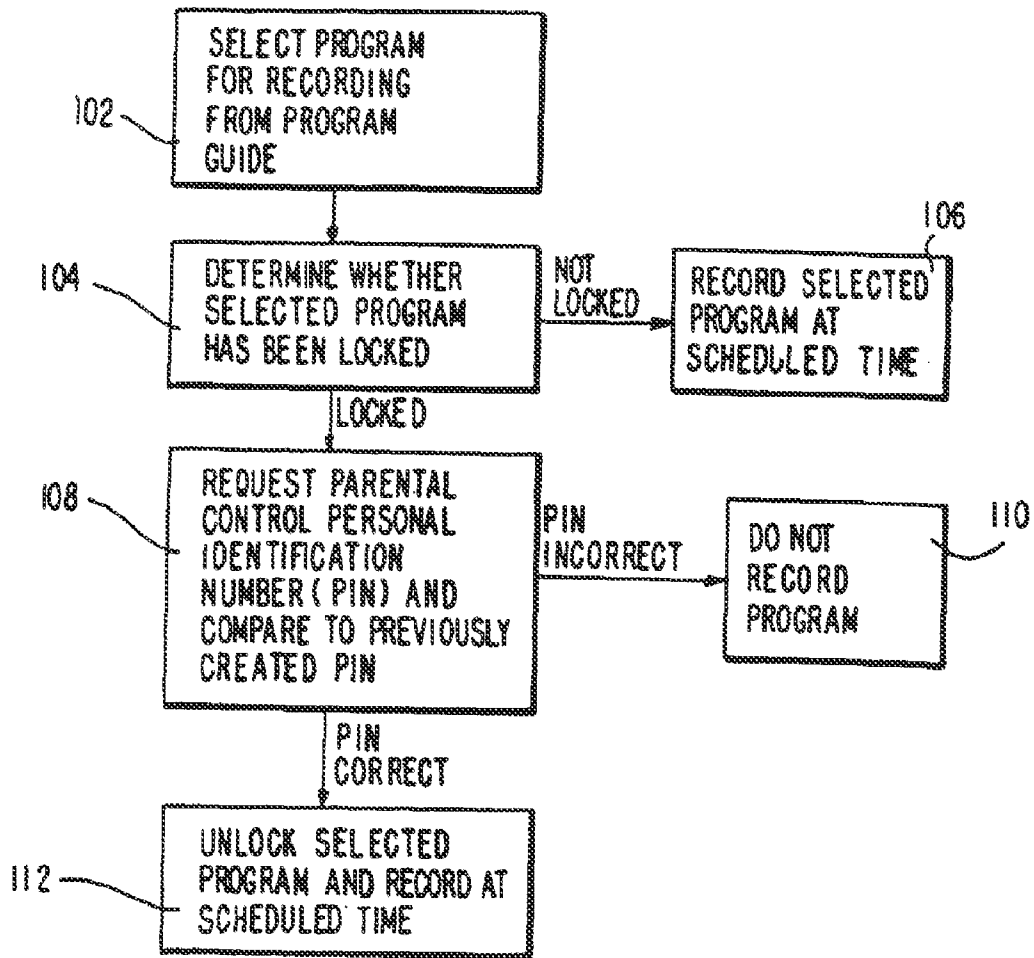 SELECT PROGRAM
FOR RECORDING
FROM PROGRAM
GUIDE
102
104
DETERMINE WHETHER
SELECTED PROGRAM
HAS BEEN LOCKED
NOT
LOCKED
106
RECORD SELECTED
PROGRAM AT
SCHEDULED TIME
LOCKED
108
REQUEST PARENTAL
CONTROL PERSONAL
IDENTIFICATION
NUMBER (PIN) AND
COMPARE TO PREVIOUSLY
CREATED PIN
PIN
INCORRECT
110
DO NOT
RECORD
PROGRAM
PIN
CORRECT
112
UNLOCK SELECTED
PROGRAM AND RECORD AT
SCHEDULED TIME